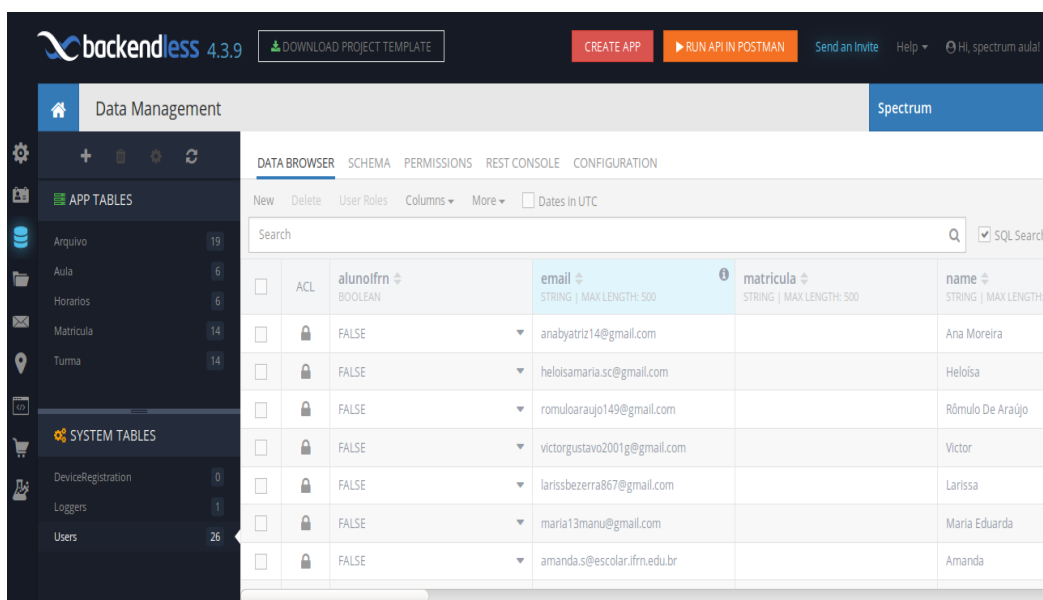 backendless 4.3.9 DOWNLOAD PROJECT TEMPLATE CREATE APP RUN API IN POSTMAN Send an Invite Help Hi, spectrum aula!
Data Management Spectrum
DATA BROWSER SCHEMA PERMISSIONS REST CONSOLE CONFIGURATION
APP TABLES
Arquivo 19
Aula 6
Horarios 6
Matricula 14
Turma 14
SYSTEM TABLES
DeviceRegistration 0
Loggers 1
Users 26
New Delete User Roles Columns More Dates in UTC
Search SQL Search
ACL alunoIfrn email matricula name
BOOLEAN STRING | MAX LENGTH: 500 STRING | MAX LENGTH: 500 STRING | MAX LENGTH:
FALSE anabyatriz14@gmail.com Ana Moreira
FALSE heloisamaria.sc@gmail.com Heloísa
FALSE romuloaraujo149@gmail.com Rômulo De Araújo
FALSE victorgustavo2001g@gmail.com Victor
FALSE larissbezerra867@gmail.com Larissa
FALSE maria13manu@gmail.com Maria Eduarda
FALSE amanda.s@escolar.ifrn.edu.br Amanda